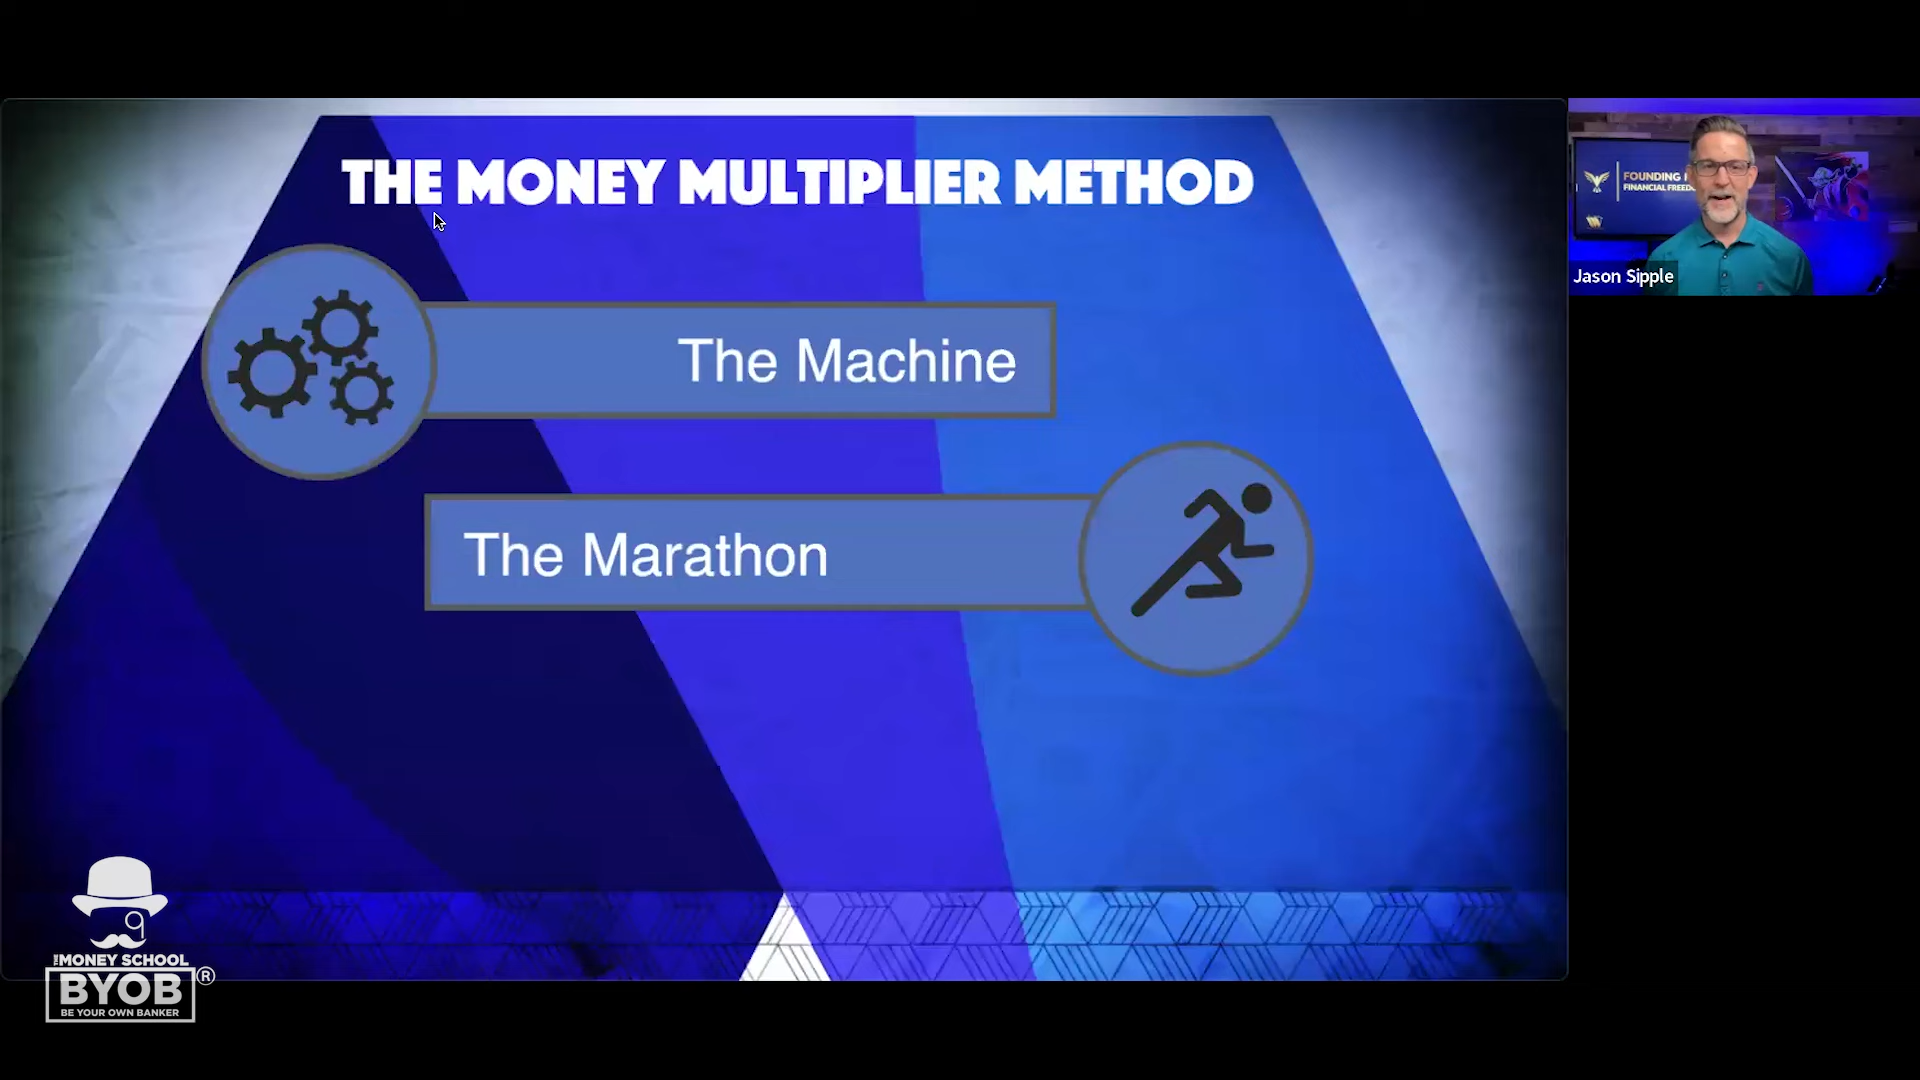 THE MONEY MULTIPLIER METHOD
The Machine
The Marathon
FOUNDING
FINANCIAL
Jason Sipple
THE MONEY SCHOOL
BYOB®
BE YOUR OWN BANKER